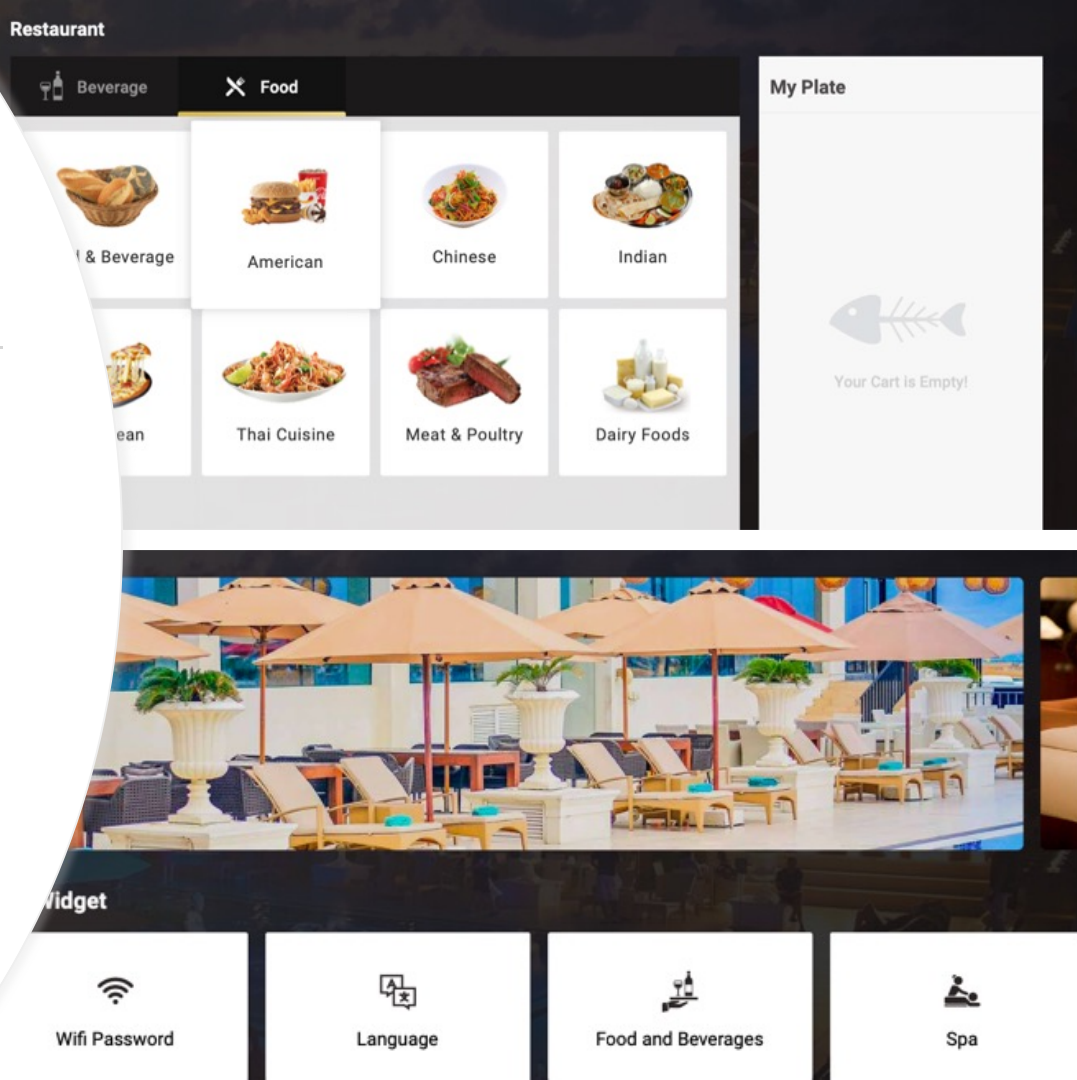 Restaurant
Beverage
Food
My Plate
& Beverage
American
Chinese
Indian
Your Cart is Empty!
ean
Thai Cuisine
Meat & Poultry
Dairy Foods
Widget
Wifi Password
Language
Food and Beverages
Spa